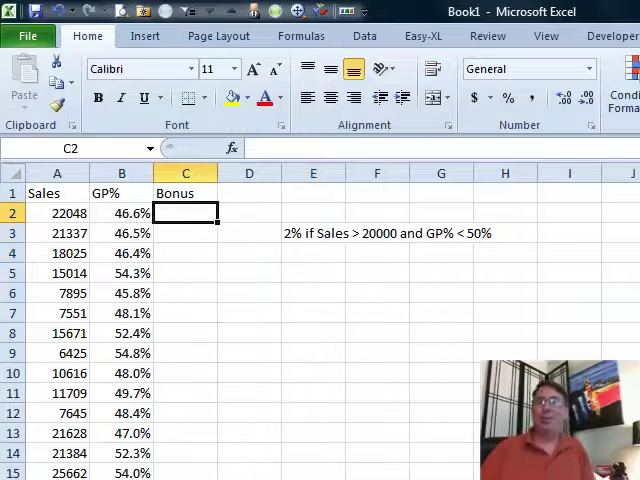 Book1 - Microsoft Excel
File Home Insert Page Layout Formulas Data Easy-XL Review View Developer
Paste
Calibri 11 General
B I U $ % ,
Clipboard Font Alignment Number
C2 fx
A B C D E F G H I J
1 Sales GP% Bonus
2 22048 46.6%
3 21337 46.5% 2% if Sales > 20000 and GP% < 50%
4 18025 46.4%
5 15014 54.3%
6 7895 45.8%
7 7551 48.1%
8 15671 52.4%
9 6425 54.8%
10 10616 48.0%
11 11709 49.7%
12 7645 48.4%
13 21628 47.0%
14 21384 52.3%
15 25662 54.0%